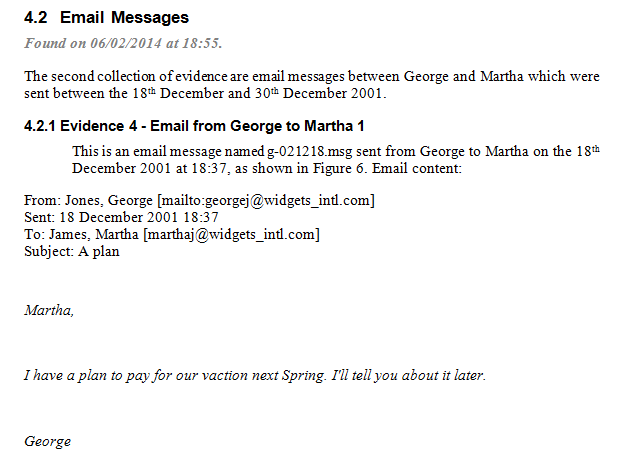 4.2 Email Messages
Found on 06/02/2014 at 18:55.
The second collection of evidence are email messages between George and Martha which were
sent between the 18th December and 30th December 2001.
4.2.1 Evidence 4 - Email from George to Martha 1
This is an email message named g-021218.msg sent from George to Martha on the 18th
December 2001 at 18:37, as shown in Figure 6. Email content:
From: Jones, George [mailto:georgej@widgets_intl.com]
Sent: 18 December 2001 18:37
To: James, Martha [marthaj@widgets_intl.com]
Subject: A plan
Martha,
I have a plan to pay for our vaction next Spring. I'll tell you about it later.
George